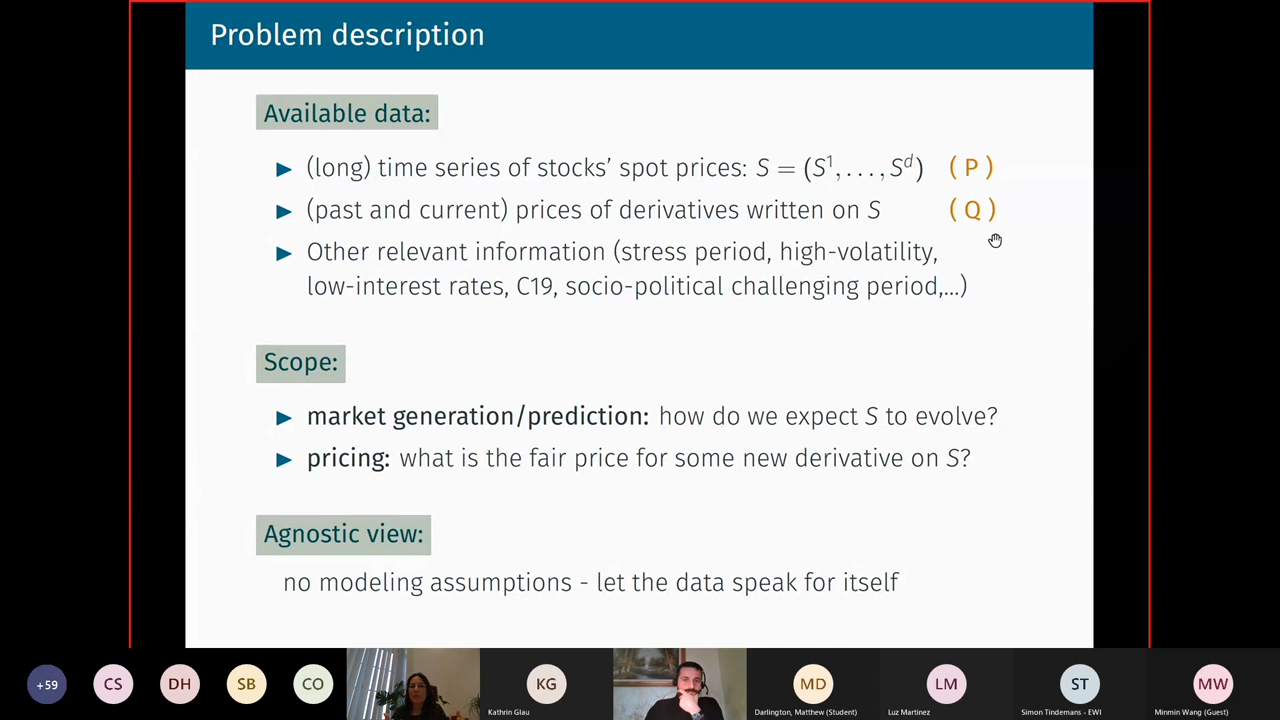 Problem description
Available data:
▶ (long) time series of stocks' spot prices: S = (S¹, . . . , Sᵈ) ( P )
▶ (past and current) prices of derivatives written on S ( Q )
▶ Other relevant information (stress period, high-volatility,
low-interest rates, C19, socio-political challenging period,...)
Scope:
▶ market generation/prediction: how do we expect S to evolve?
▶ pricing: what is the fair price for some new derivative on S?
Agnostic view:
no modeling assumptions - let the data speak for itself
+59 CS DH SB CO KG MD LM ST MW
Kathrin Glau Darlington, Matthew (Student) Luz Martinez Simon Tindemans - EWI Minmin Wang (Guest)